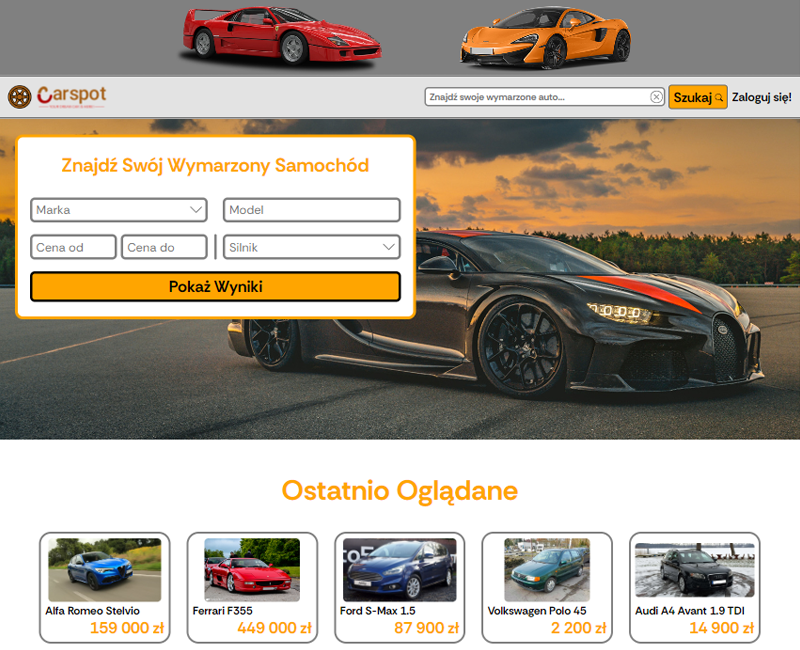 Carspot
Znajdź swoje wymarzone auto...
Szukaj
Zaloguj się!
Znajdź Swój Wymarzony Samochód
Marka
Model
Cena od
Cena do
Silnik
Pokaż Wyniki
Ostatnio Oglądane
Alfa Romeo Stelvio
159 000 zł
Ferrari F355
449 000 zł
Ford S-Max 1.5
87 900 zł
Volkswagen Polo 45
2 200 zł
Audi A4 Avant 1.9 TDI
14 900 zł